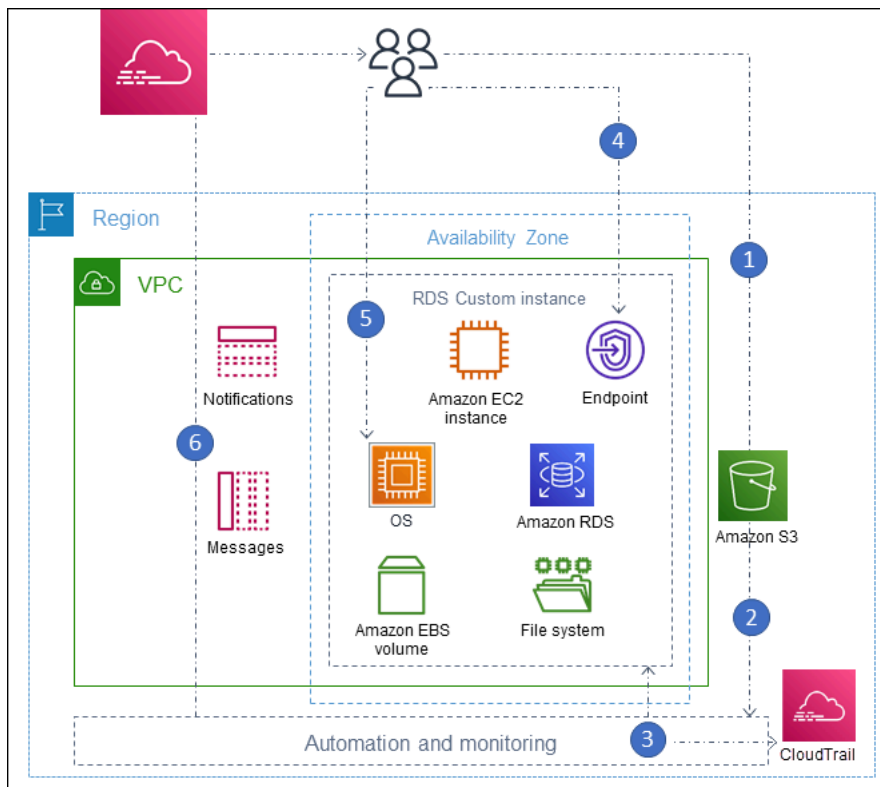 4
Region
Availability Zone
1
VPC
RDS Custom instance
5
Notifications
Amazon EC2
instance
Endpoint
6
OS
Amazon RDS
Amazon S3
Messages
Amazon EBS
volume
File system
2
Automation and monitoring
3
CloudTrail